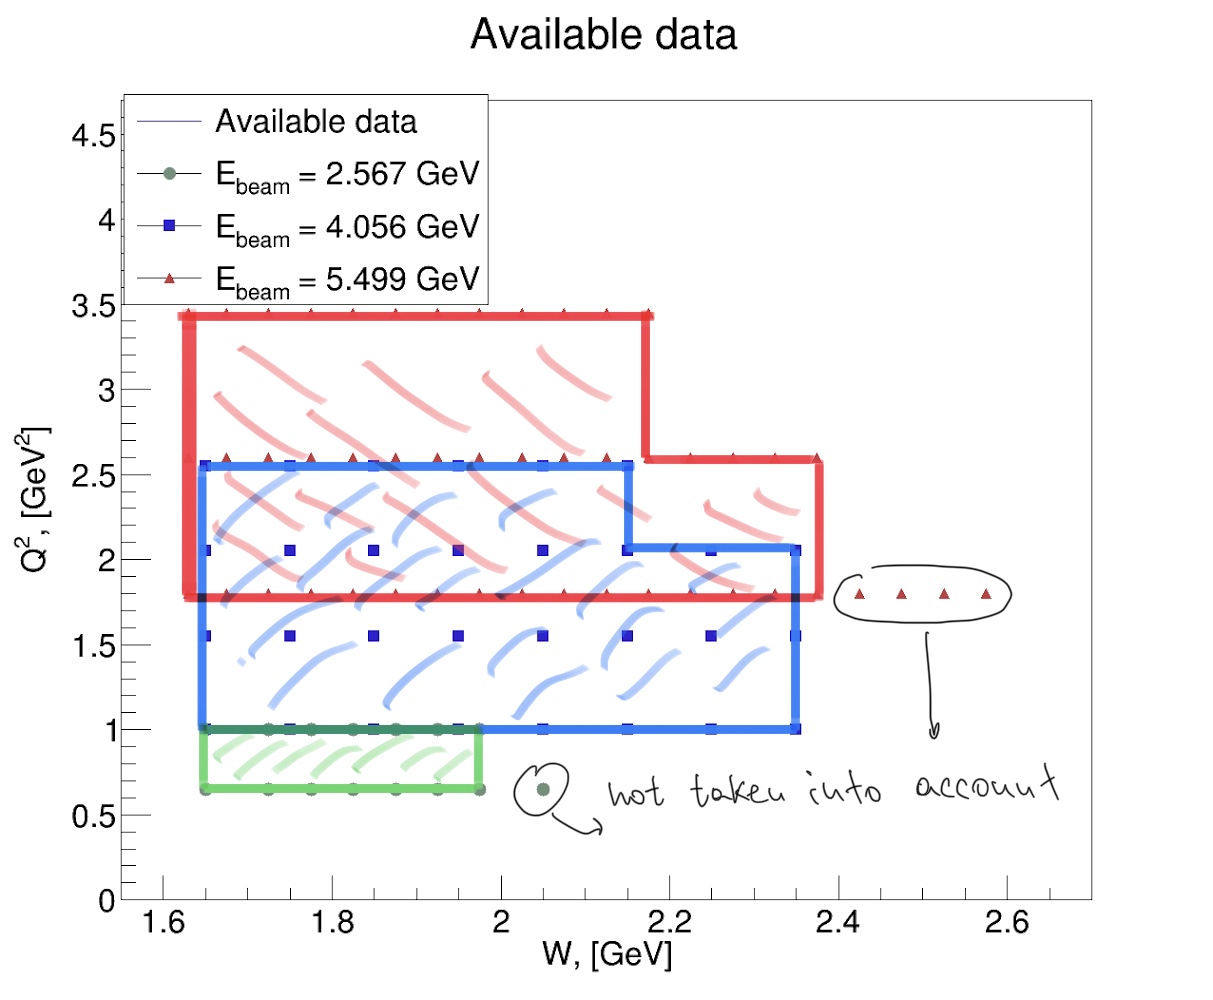 Available data
Available data
E_beam = 2.567 GeV
E_beam = 4.056 GeV
E_beam = 5.499 GeV
4.5
4
3.5
3
2.5
2
1.5
1
0.5
0
Q², [GeV²]
not taken into account
1.6 1.8 2 2.2 2.4 2.6
W, [GeV]